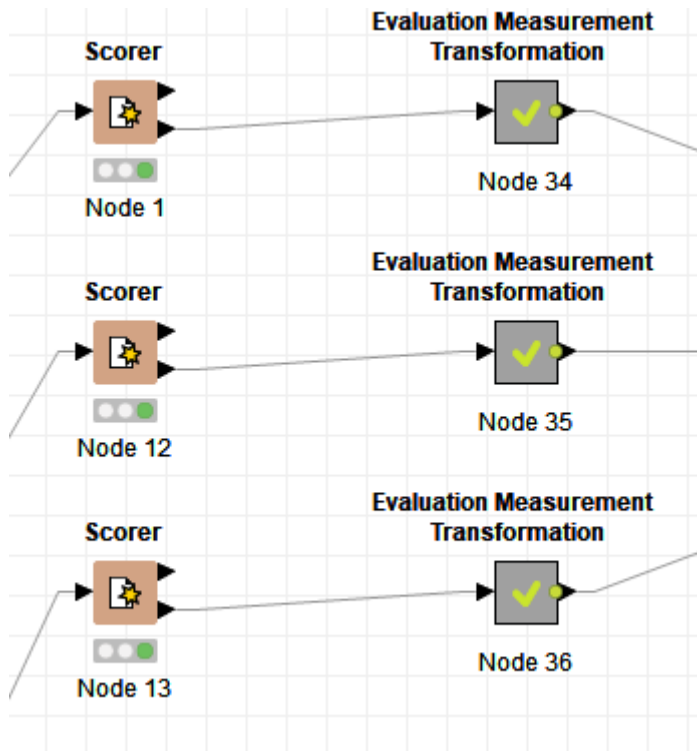 Scorer
Node 1
Evaluation Measurement
Transformation
Node 34
Scorer
Node 12
Evaluation Measurement
Transformation
Node 35
Scorer
Node 13
Evaluation Measurement
Transformation
Node 36